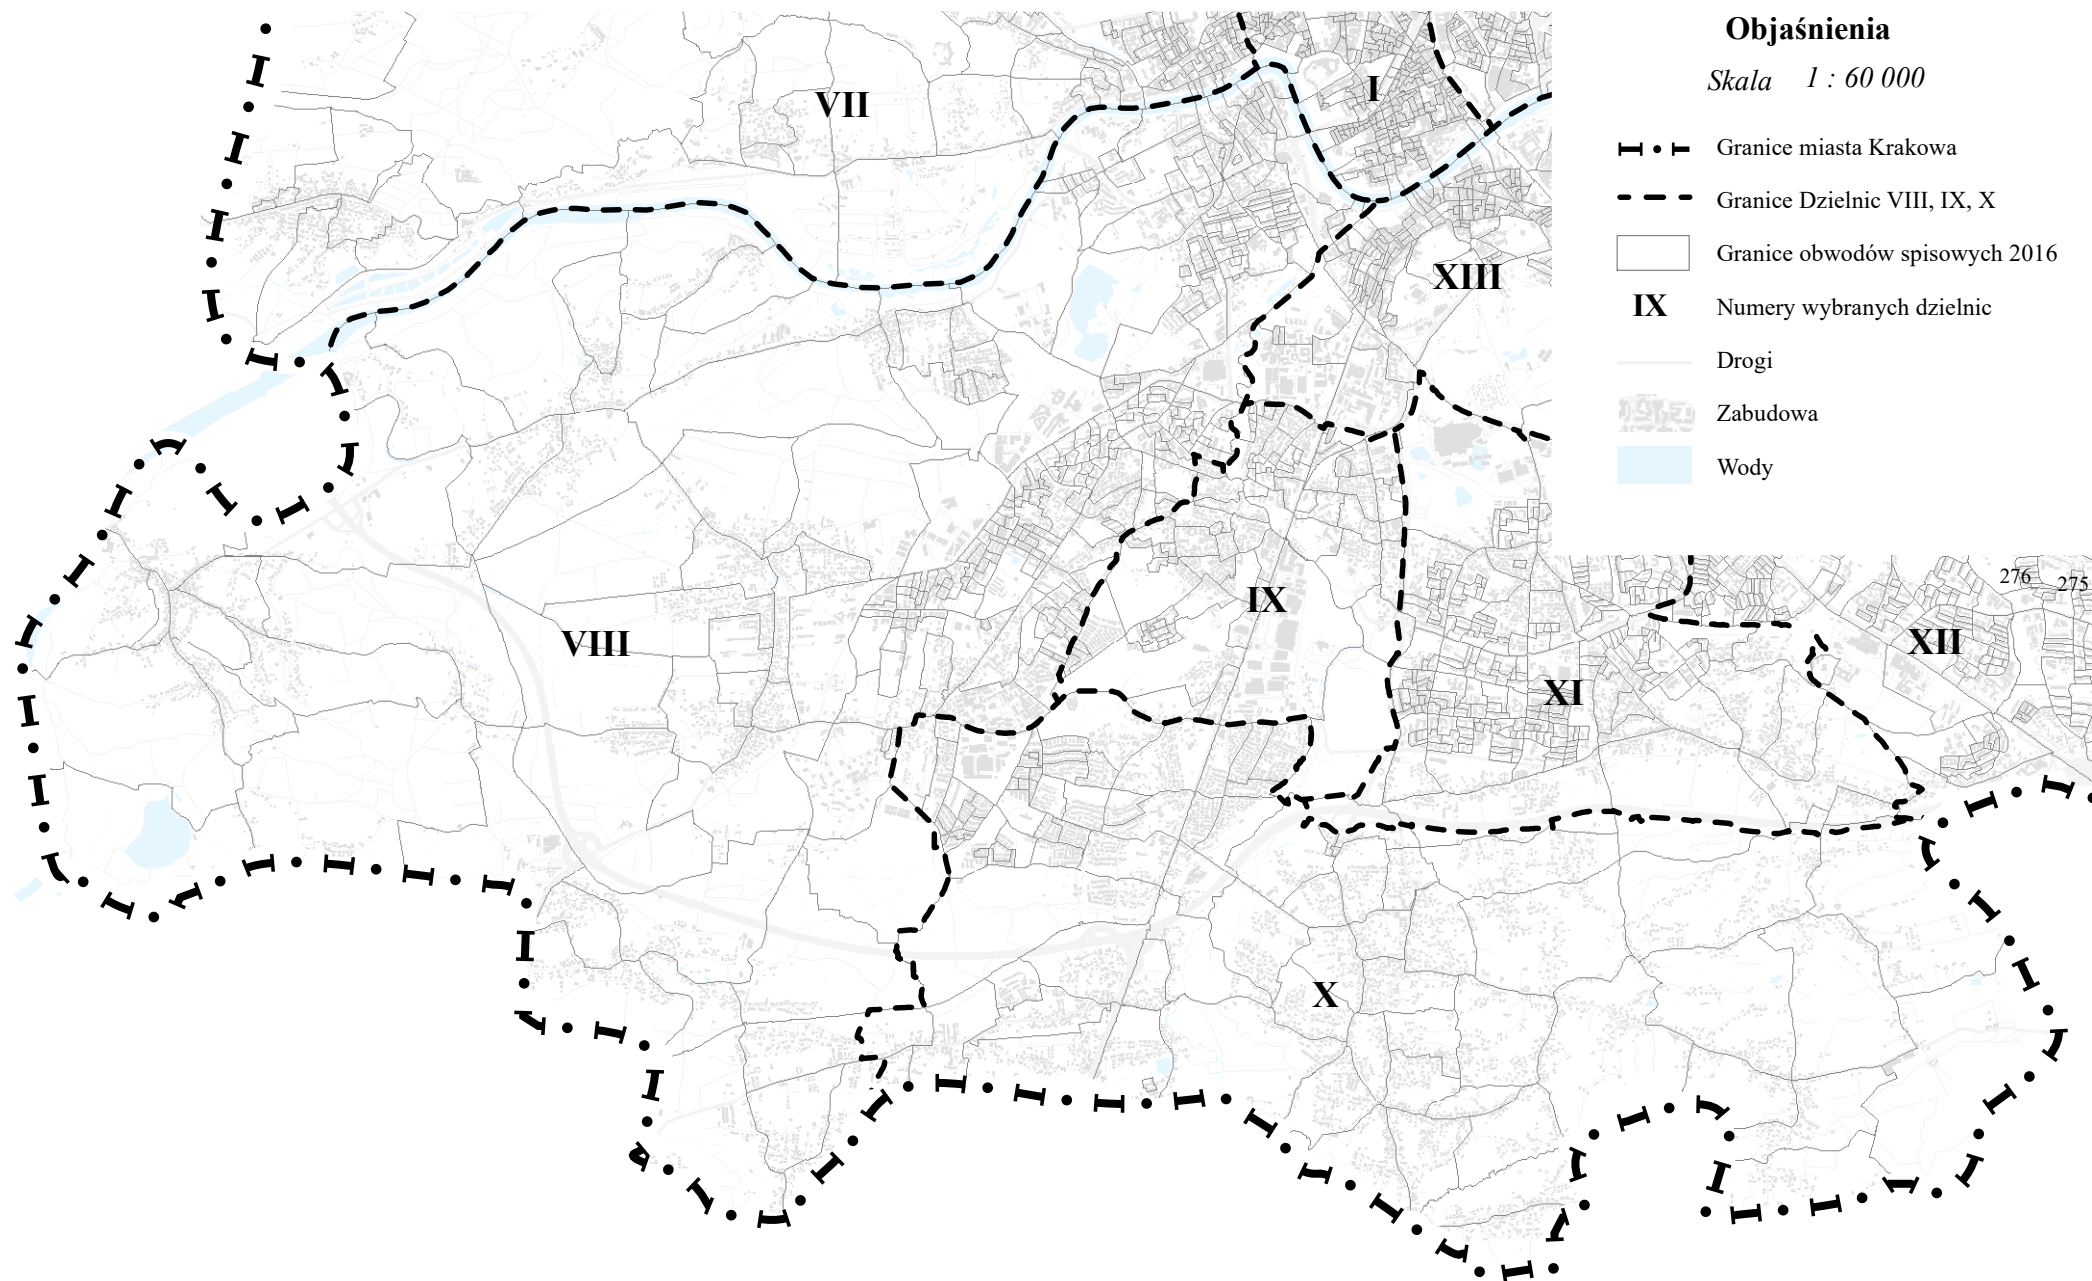 Objaśnienia
Skala 1 : 60 000
Granice miasta Krakowa
Granice Dzielnic VIII, IX, X
Granice obwodów spisowych 2016
IX Numery wybranych dzielnic
Drogi
Zabudowa
Wody
I
VII
XIII
276
275
IX
VIII
XII
XI
X